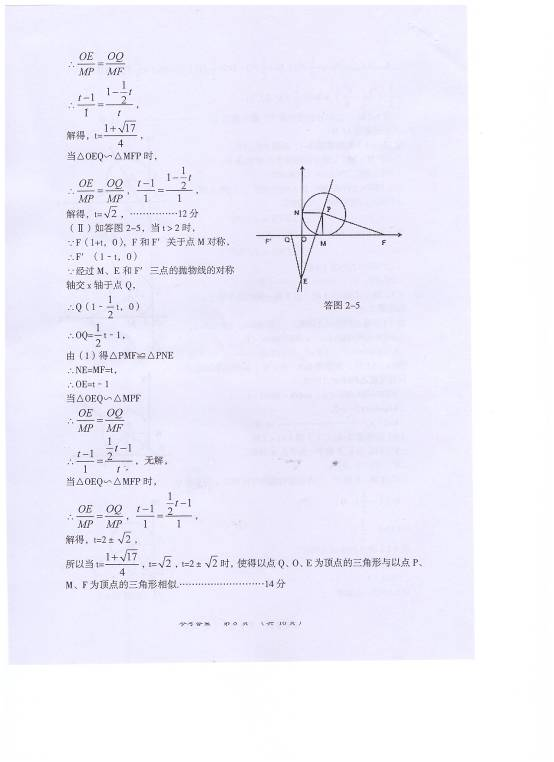 ∴OE/MP=OQ/MF
∴(t-1)/1=(1-1/2t)/t,
解得，t=(1+√17)/4,
当△OEQ∽△MFP时，
∴OE/MP=OQ/MP, (t-1)/1=(1-1/2t)/1,
解得，t=√2，……………12分
（Ⅱ）如答图2-5，当t＞2时，
∵F（1+t，0），F和F′关于点M对称，
∴F′（1-t，0）
∵经过M、E和F′三点的抛物线的对称
轴交x轴于点Q，
∴Q（1-1/2t，0）
∴OQ=1/2t-1，
由（1）得△PMF≌△PNE
∴NE=MF=t，
∴OE=t-1
当△OEQ∽△MPF
∴OE/MP=OQ/MF
∴(t-1)/1=(1/2t-1)/t，无解，
当△OEQ∽△MFP时，
∴OE/MP=OQ/MP, (t-1)/1=(1/2t-1)/1,
解得，t=2±√2，
所以当t=(1+√17)/4，t=√2，t=2±√2时，使得以点Q、O、E为顶点的三角形与以点P、
M、F为顶点的三角形相似.………………………14分
N
P
F′
Q
O
M
F
E
答图2-5